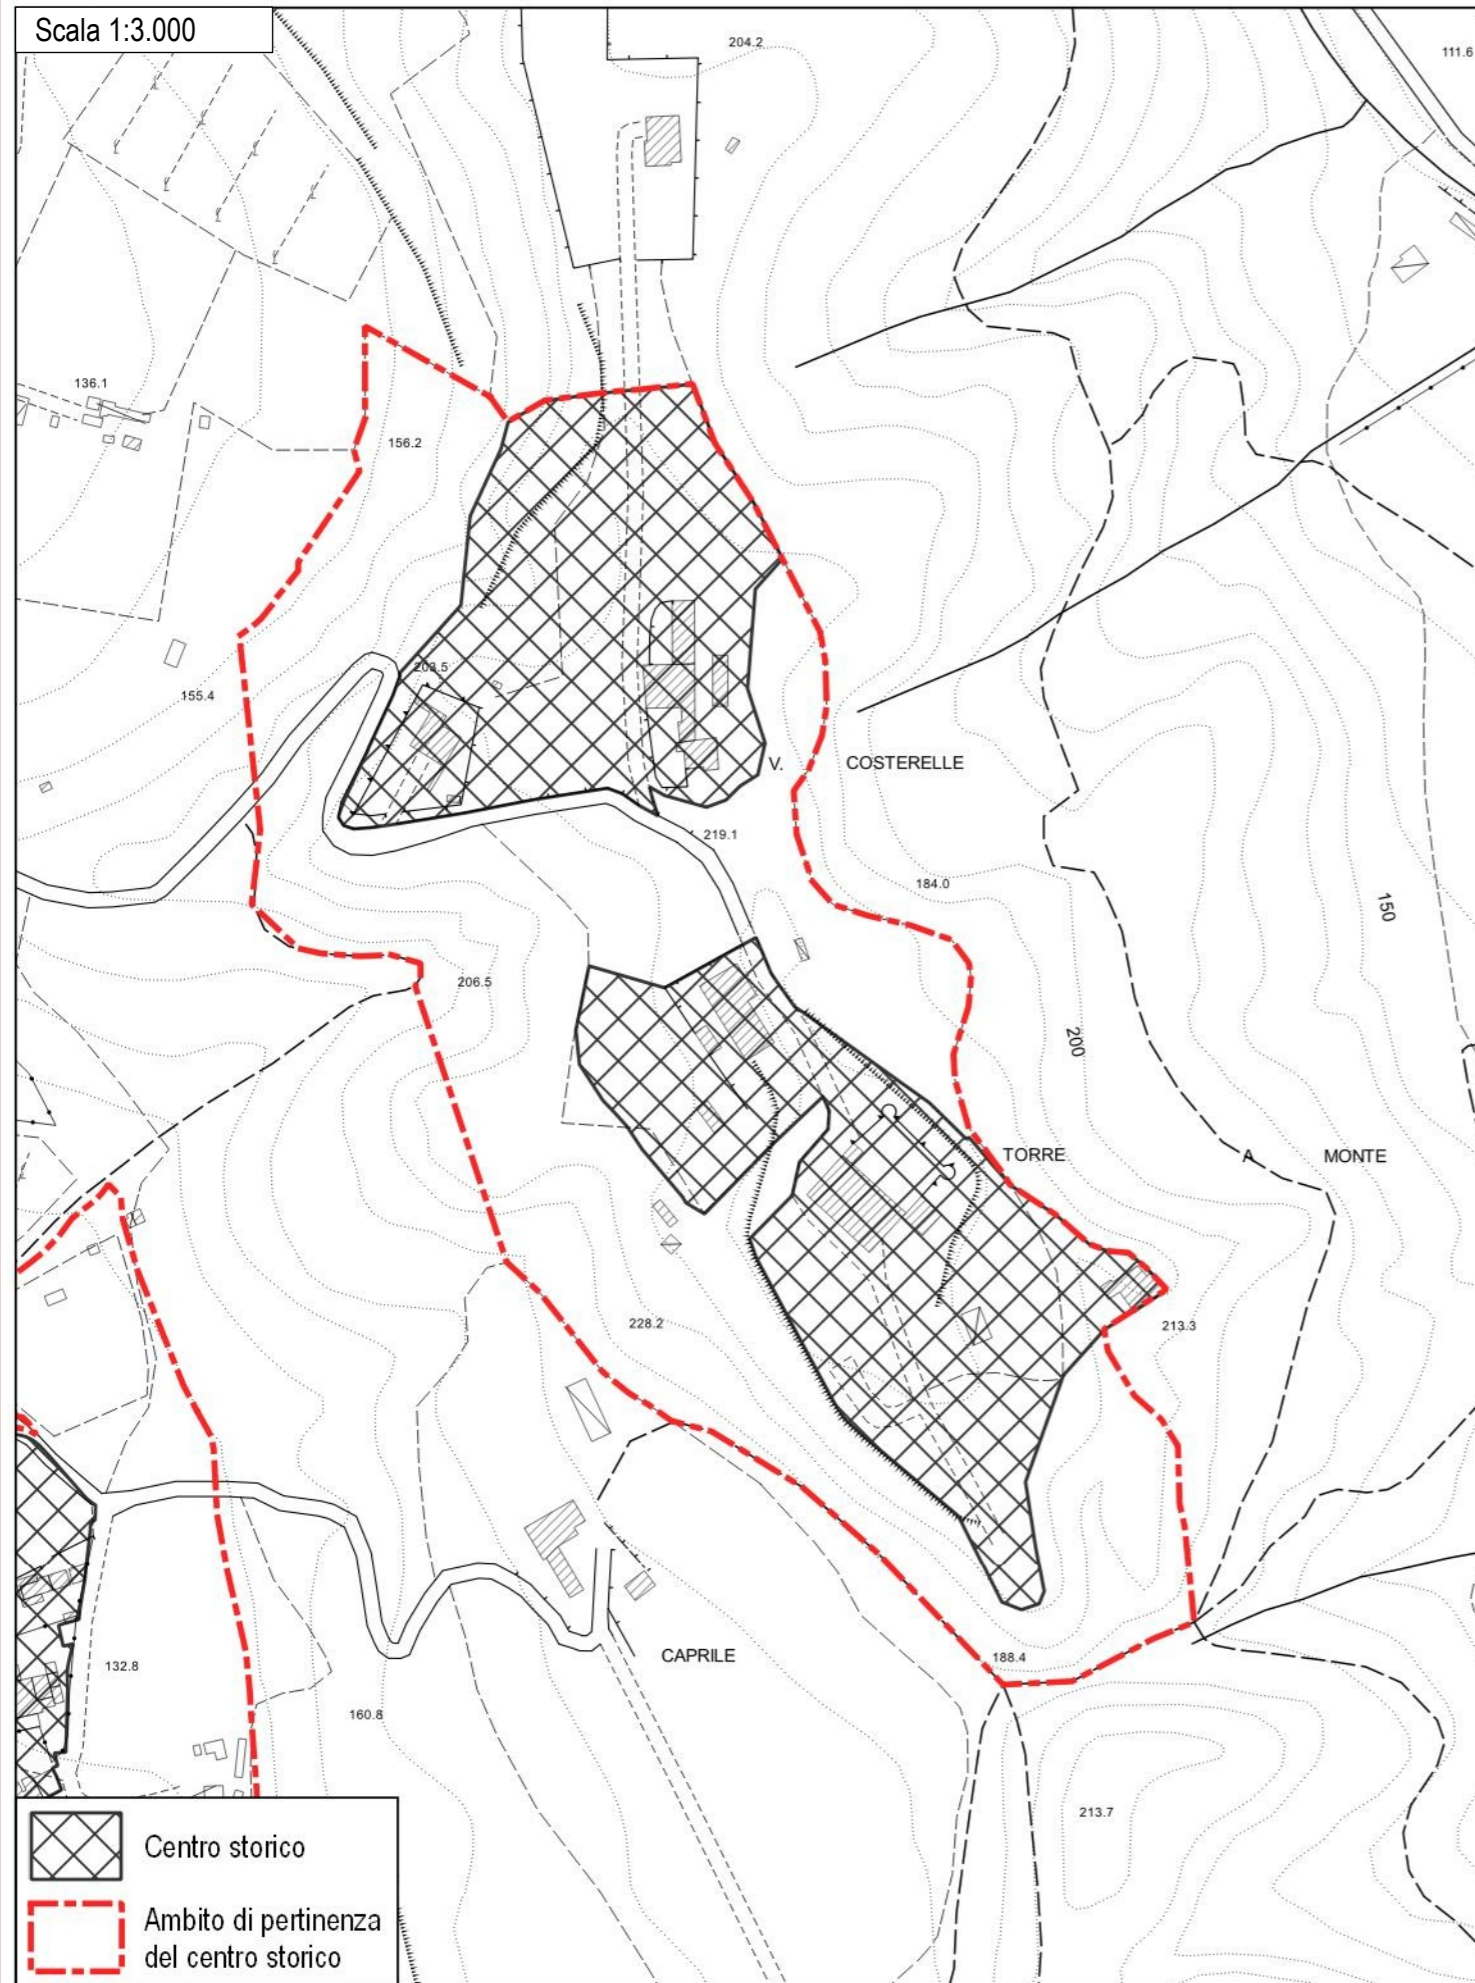 Scala 1:3.000
204.2
111.6
136.1
156.2
203.5
155.4
V. COSTERELLE
219.1
184.0
150
206.5
200
TORRE A MONTE
228.2
213.3
CAPRILE
188.4
132.8
160.8
213.7
Centro storico
Ambito di pertinenza
del centro storico